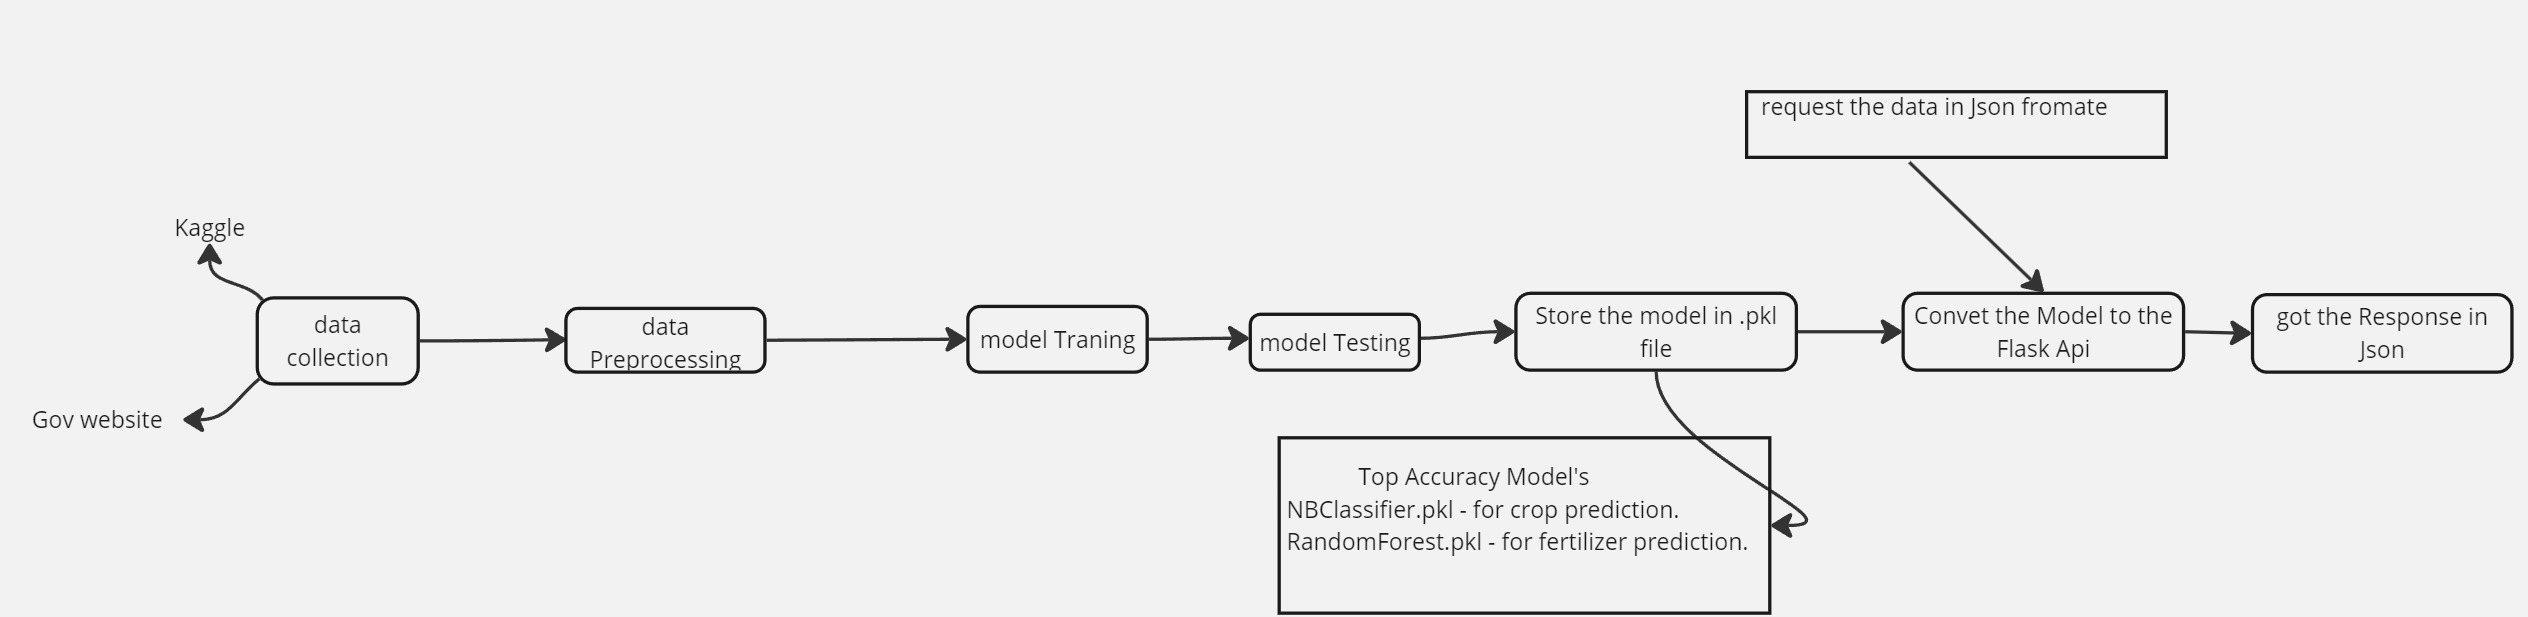 request the data in Json fromate
Kaggle
data
collection
Gov website
data
Preprocessing
model Traning
model Testing
Store the model in .pkl
file
Convet the Model to the
Flask Api
got the Response in
Json
Top Accuracy Model's
NBClassifier.pkl - for crop prediction.
RandomForest.pkl - for fertilizer prediction.